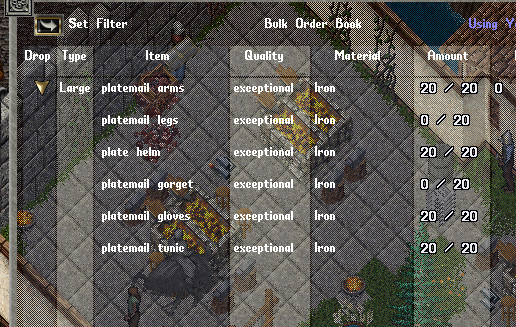 Set Filter Bulk Order Book Using
Drop Type Item Quality Material Amount
Large platemail arms exceptional Iron 20 / 20 0
platemail legs exceptional Iron 0 / 20
plate helm exceptional Iron 20 / 20
platemail gorget exceptional Iron 0 / 20
platemail gloves exceptional Iron 20 / 20
platemail tunic exceptional Iron 20 / 20